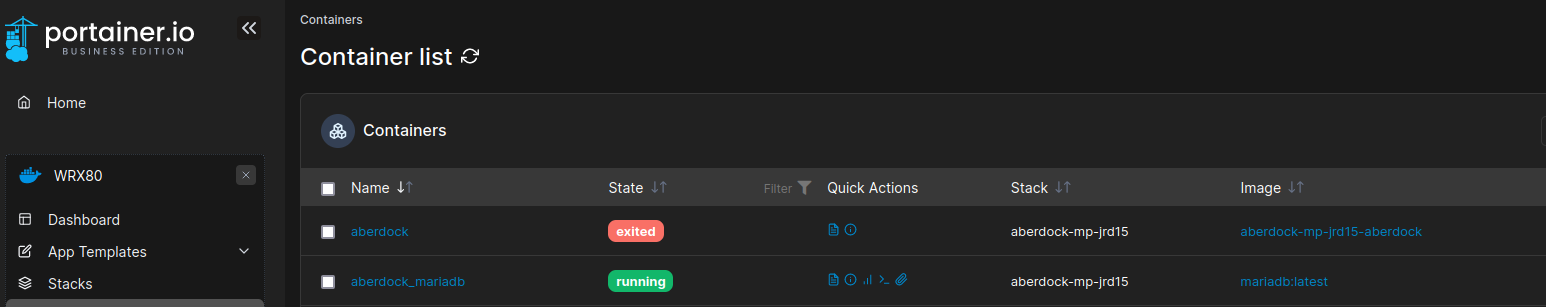 portainer.io
BUSINESS EDITION
Home
WRX80
Dashboard
App Templates
Stacks
Containers
Container list
Containers
Name State Filter Quick Actions Stack Image
aberdock exited aberdock-mp-jrd15 aberdock-mp-jrd15-aberdock
aberdock_mariadb running aberdock-mp-jrd15 mariadb:latest